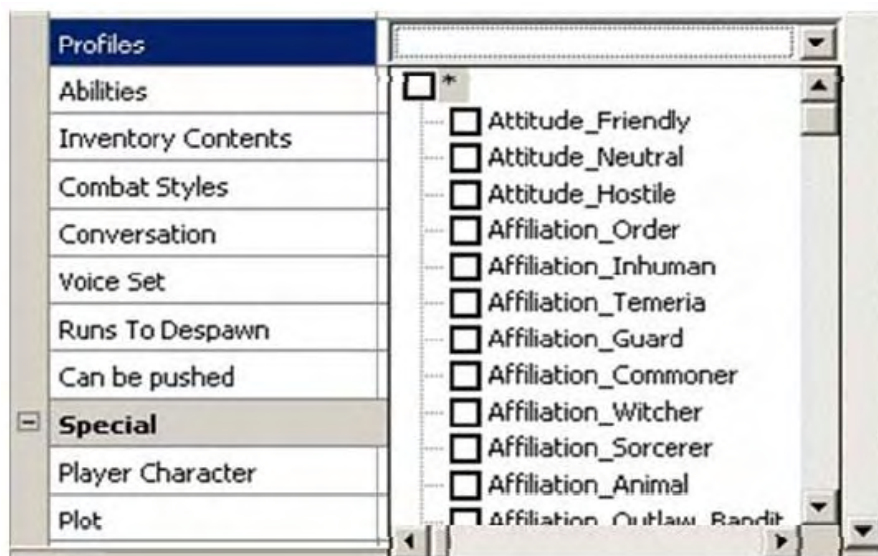 Profiles
Abilities
Inventory Contents
Combat Styles
Conversation
Voice Set
Runs To Despawn
Can be pushed
Special
Player Character
Plot
*
Attitude_Friendly
Attitude_Neutral
Attitude_Hostile
Affiliation_Order
Affiliation_Inhuman
Affiliation_Temeria
Affiliation_Guard
Affiliation_Commoner
Affiliation_Witcher
Affiliation_Sorcerer
Affiliation_Animal
Affiliation_Outlaw_Bandit